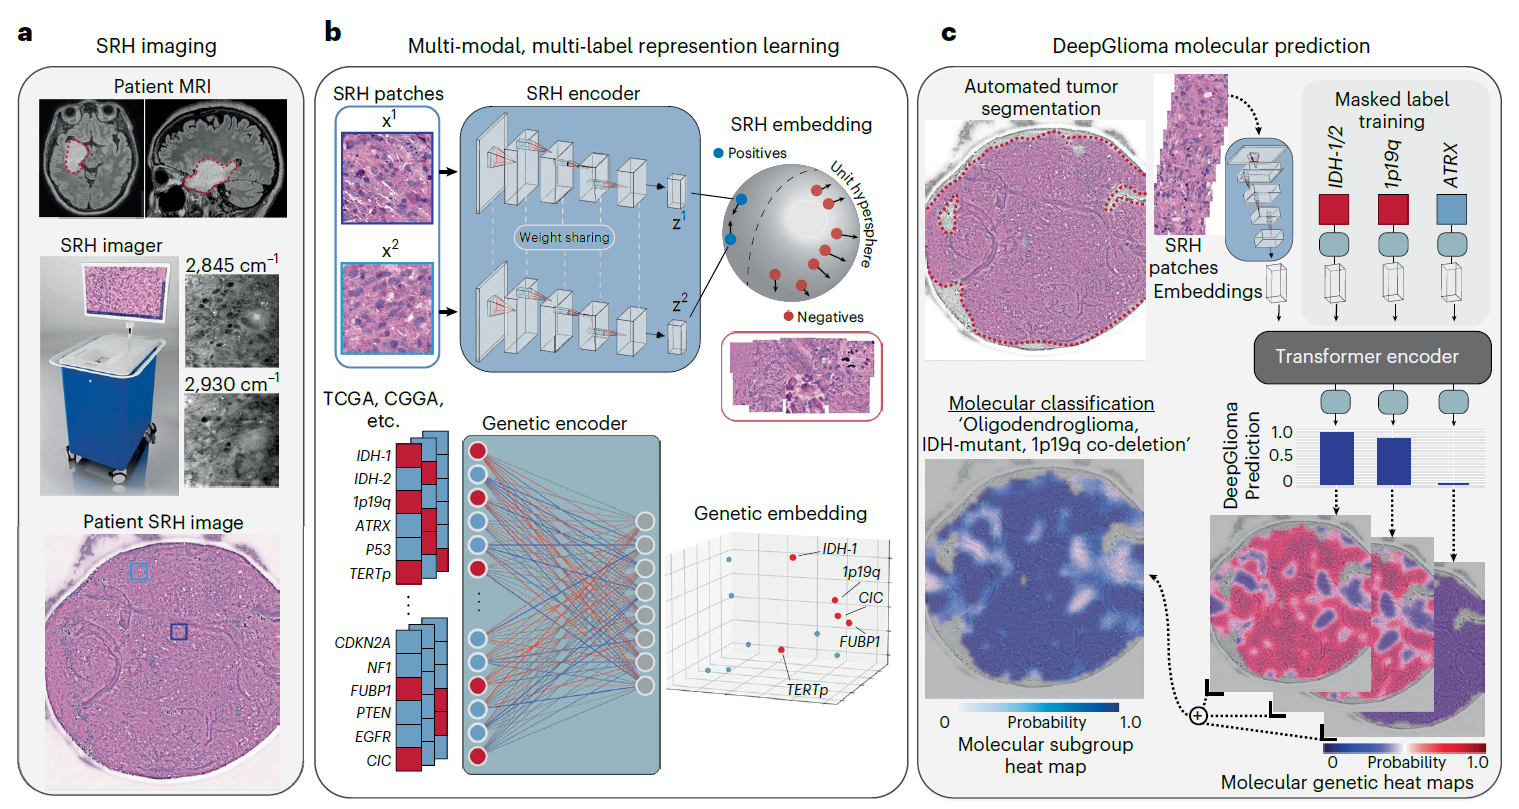 a
SRH imaging
Patient MRI
SRH imager
2,845 cm⁻¹
2,930 cm⁻¹
Patient SRH image
b
Multi-modal, multi-label represention learning
SRH patches
x¹
x²
SRH encoder
Weight sharing
z¹
z²
SRH embedding
Positives
Unit hypersphere
Negatives
TCGA, CGGA,
etc.
IDH-1
IDH-2
1p19q
ATRX
P53
TERTp
CDKN2A
NF1
FUBP1
PTEN
EGFR
CIC
Genetic encoder
Genetic embedding
IDH-1
1p19q
CIC
FUBP1
TERTp
c
DeepGlioma molecular prediction
Automated tumor
segmentation
SRH
patches
Embeddings
Masked label
training
IDH-1/2
1p19q
ATRX
Transformer encoder
DeepGlioma
Prediction
1.0
0.5
0
Molecular classification
‘Oligodendroglioma,
IDH-mutant, 1p19q co-deletion’
0 Probability 1.0
Molecular subgroup
heat map
+
0 Probability 1.0
Molecular genetic heat maps